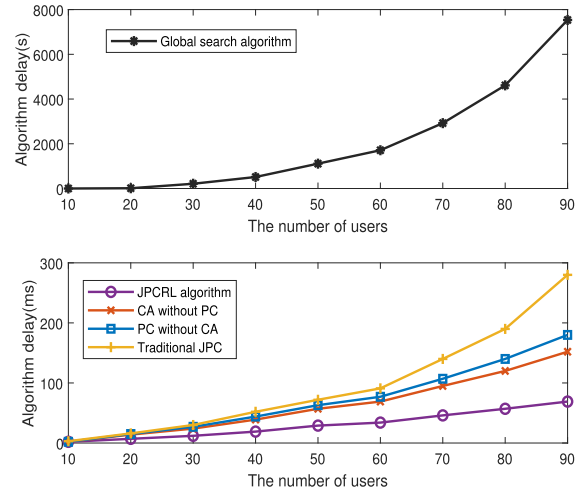 8000
6000
4000
2000
0
Algorithm delay(s)
Global search algorithm
10 20 30 40 50 60 70 80 90
The number of users
300
200
100
0
Algorithm delay(ms)
JPCRL algorithm
CA without PC
PC without CA
Traditional JPC
10 20 30 40 50 60 70 80 90
The number of users